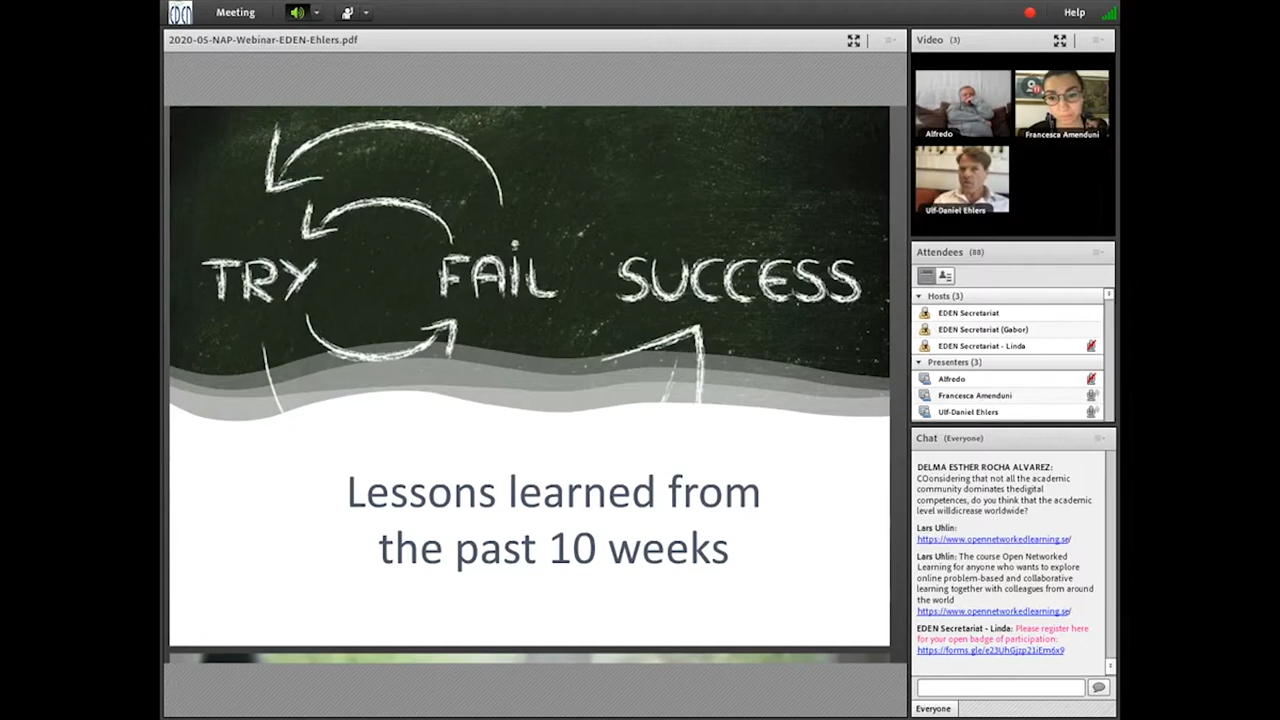 EDEN
Meeting
Help
2020-05-NAP-Webinar-EDEN-Ehlers.pdf
TRY FAiL SUCCESS
Lessons learned from
the past 10 weeks
Video (3)
Alfredo
Francesca Amenduni
Ulf-Daniel Ehlers
Attendees (88)
Hosts (3)
EDEN Secretariat
EDEN Secretariat (Gabor)
EDEN Secretariat - Linda
Presenters (3)
Alfredo
Francesca Amenduni
Ulf-Daniel Ehlers
Chat (Everyone)
DELMA ESTHER ROCHA ALVAREZ:
COonsidering that not all the academic
community dominates thedigital
competences, do you think that the academic
level willdicrease worldwide?
Lars Uhlin:
https://www.opennetworkedlearning.se/
Lars Uhlin: The course Open Networked
Learning for anyone who wants to explore
online problem-based and collaborative
learning together with colleagues from around
the world
https://www.opennetworkedlearning.se/
EDEN Secretariat - Linda: Please register here
for your open badge of participation:
https://forms.gle/e23UhGjzp21iEm6x9
Everyone